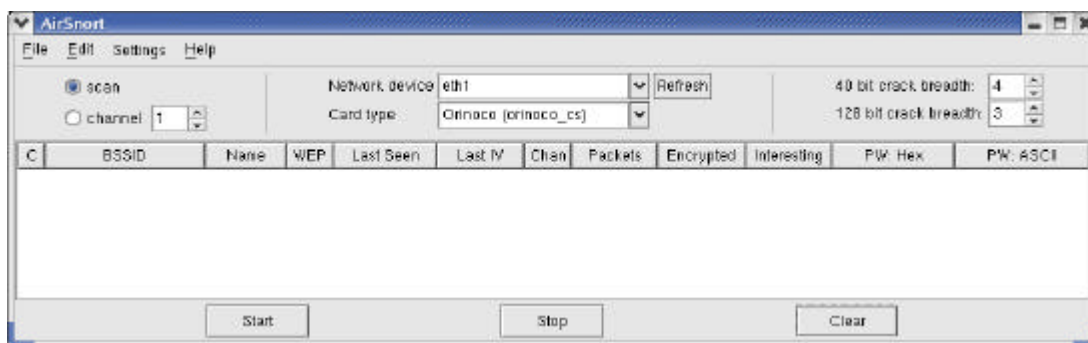 AirSnort
File Edit Settings Help
scan Network device eth1 Refresh 40 bit crack breadth: 4
channel 1 Card type Orinoco (orinoco_cs) 128 bit crack breadth: 3
C BSSID Name WEP Last Seen Last IV Chan Packets Encrypted Interesting PW: Hex PW: ASCII
Start Stop Clear